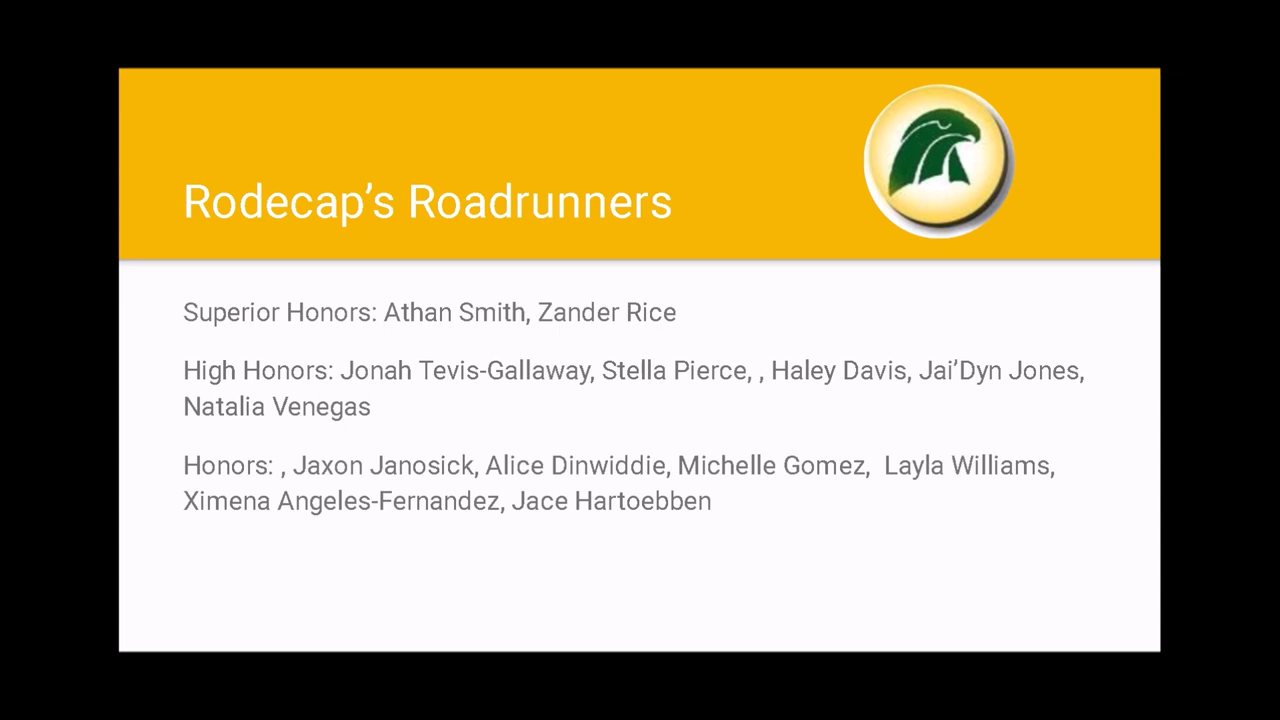 Rodecap’s Roadrunners
Superior Honors: Athan Smith, Zander Rice
High Honors: Jonah Tevis-Gallaway, Stella Pierce, , Haley Davis, Jai’Dyn Jones,
Natalia Venegas
Honors: , Jaxon Janosick, Alice Dinwiddie, Michelle Gomez,  Layla Williams,
Ximena Angeles-Fernandez, Jace Hartoebben